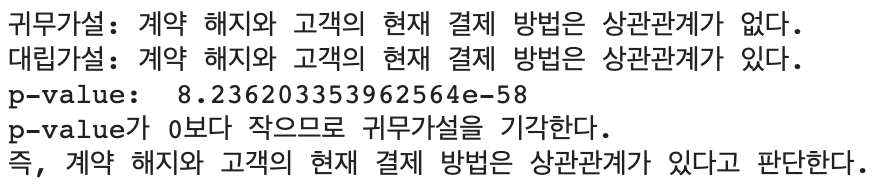 귀무가설: 계약 해지와 고객의 현재 결제 방법은 상관관계가 없다.
대립가설: 계약 해지와 고객의 현재 결제 방법은 상관관계가 있다.
p-value:  8.236203353962564e-58
p-value가 0보다 작으므로 귀무가설을 기각한다.
즉, 계약 해지와 고객의 현재 결제 방법은 상관관계가 있다고 판단한다.